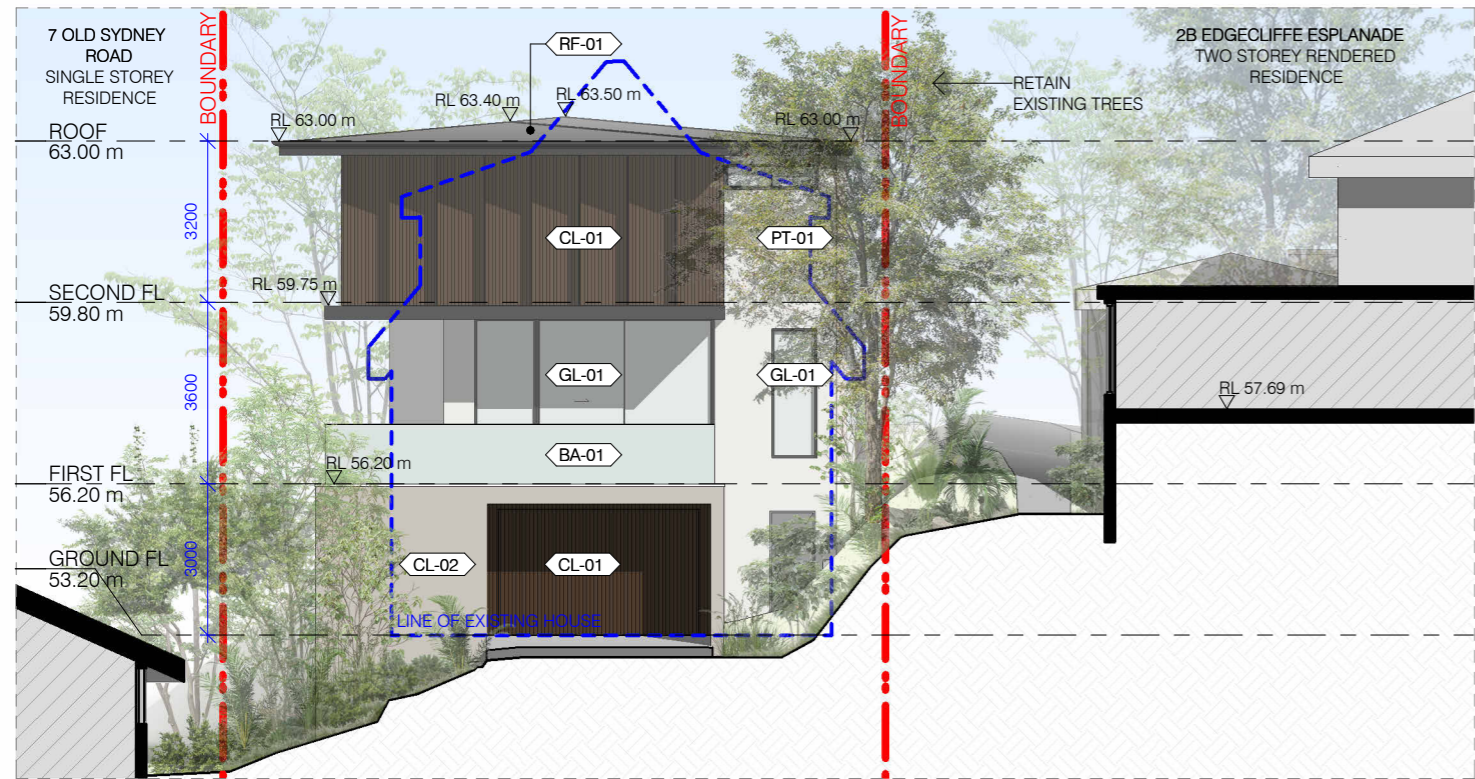 7 OLD SYDNEY
ROAD
SINGLE STOREY
RESIDENCE
BOUNDARY
RF-01
BOUNDARY
2B EDGECLIFFE ESPLANADE
TWO STOREY RENDERED
RESIDENCE
RETAIN
EXISTING TREES
RL 63.40 m
RL 63.50 m
RL 63.00 m
RL 63.00 m
ROOF
63.00 m
3200
CL-01
PT-01
RL 59.75 m
SECOND FL
59.80 m
3600
GL-01
GL-01
RL 57.69 m
BA-01
RL 56.20 m
FIRST FL
56.20 m
3000
GROUND FL
53.20 m
CL-02
CL-01
LINE OF EXISTING HOUSE